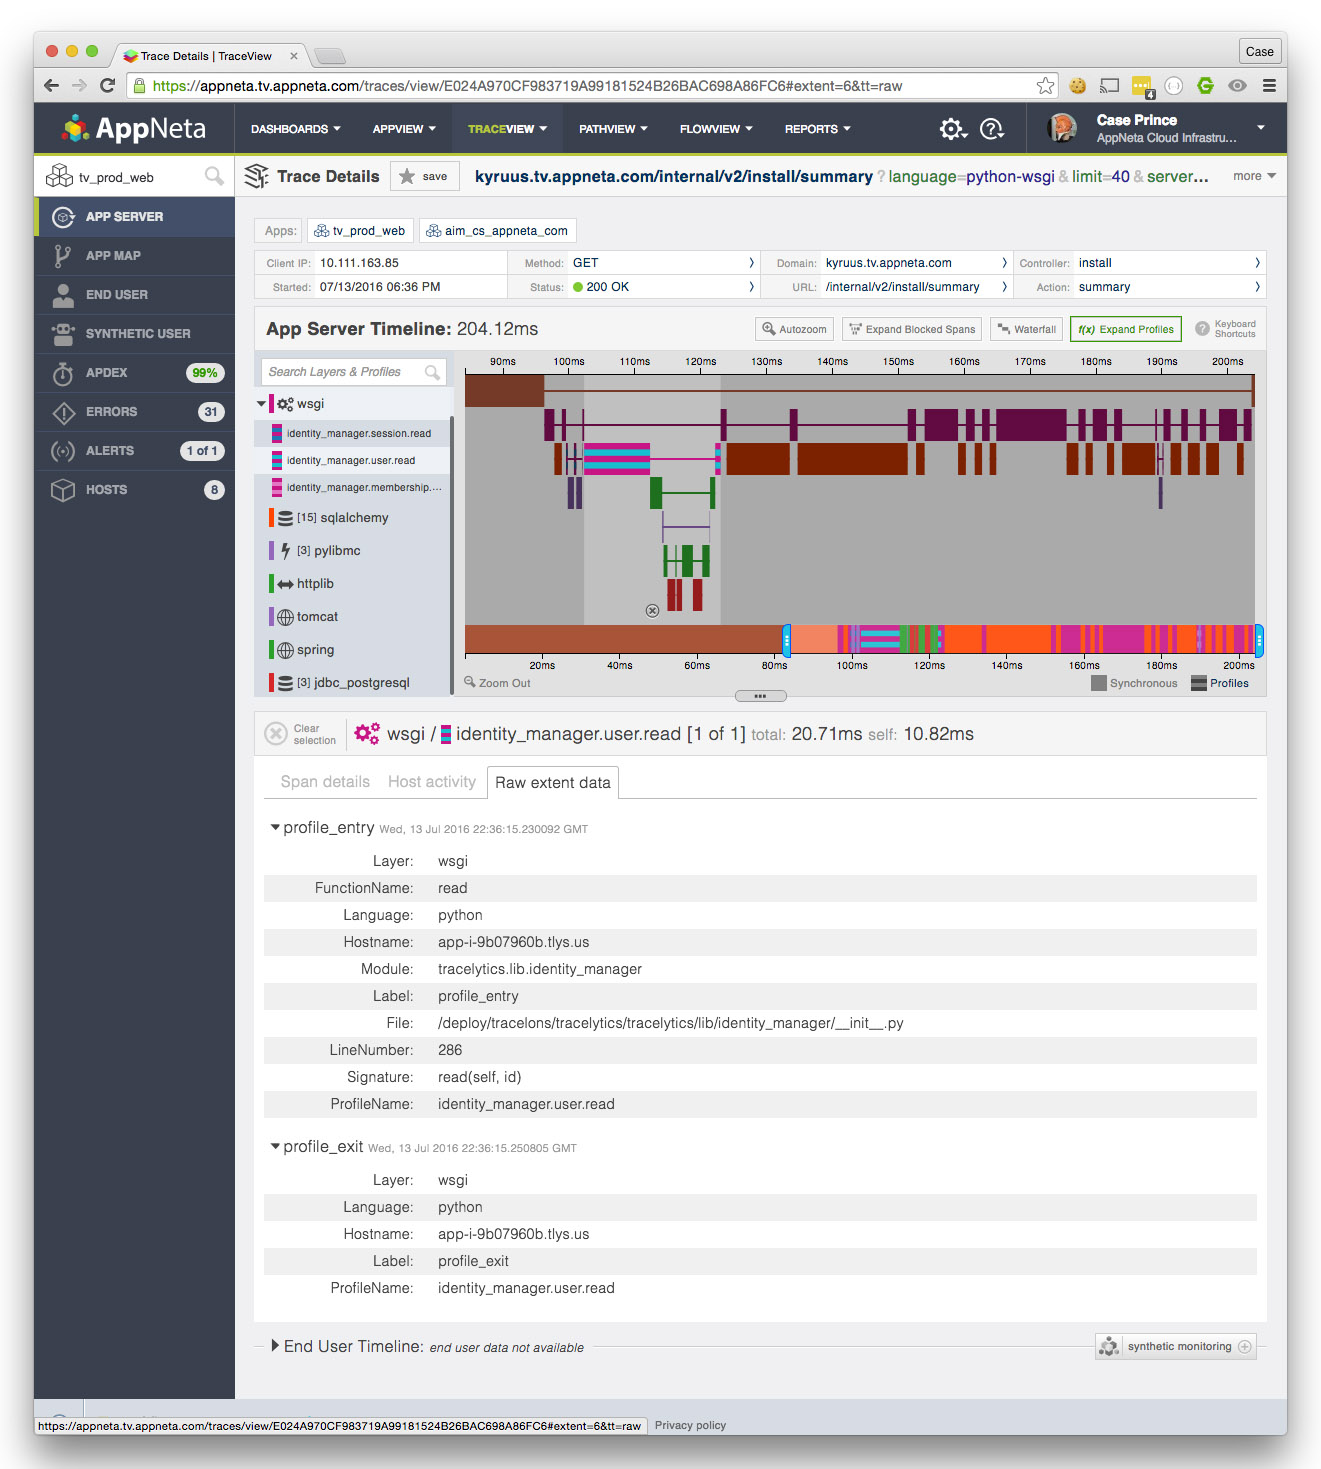 Trace Details | TraceView
Case
https://appneta.tv.appneta.com/traces/view/E024A970CF983719A99181524B26BAC698A86FC6#extent=6&tt=raw
4
AppNeta
DASHBOARDS
APPVIEW
TRACEVIEW
PATHVIEW
FLOWVIEW
REPORTS
Case Prince
AppNeta Cloud Infrastru...
tv_prod_web
Trace Details
save
kyruus.tv.appneta.com/internal/v2/install/summary ? language=python-wsgi & limit=40 & server...
more
APP SERVER
APP MAP
END USER
SYNTHETIC USER
APDEX 99%
ERRORS 31
ALERTS 1 of 1
HOSTS 8
Apps: tv_prod_web aim_cs_appneta_com
Client IP: 10.111.163.85 Method: GET Domain: kyruus.tv.appneta.com Controller: install
Started: 07/13/2016 06:36 PM Status: 200 OK URL: /internal/v2/install/summary Action: summary
App Server Timeline: 204.12ms
Autozoom
Expand Blocked Spans
Waterfall
f(x) Expand Profiles
? Keyboard Shortcuts
Search Layers & Profiles
90ms 100ms 110ms 120ms 130ms 140ms 150ms 160ms 170ms 180ms 190ms 200ms
wsgi
identity_manager.session.read
identity_manager.user.read
identity_manager.membership....
[15] sqlalchemy
[3] pylibmc
httplib
tomcat
spring
[3] jdbc_postgresql
20ms 40ms 60ms 80ms 100ms 120ms 140ms 160ms 180ms 200ms
Zoom Out
Synchronous
Profiles
Clear selection
wsgi / identity_manager.user.read [1 of 1] total: 20.71ms self: 10.82ms
Span details
Host activity
Raw extent data
profile_entry Wed, 13 Jul 2016 22:36:15.230092 GMT
Layer: wsgi
FunctionName: read
Language: python
Hostname: app-i-9b07960b.tlys.us
Module: tracelytics.lib.identity_manager
Label: profile_entry
File: /deploy/tracelons/tracelytics/tracelytics/lib/identity_manager/__init__.py
LineNumber: 286
Signature: read(self, id)
ProfileName: identity_manager.user.read
profile_exit Wed, 13 Jul 2016 22:36:15.250805 GMT
Layer: wsgi
Language: python
Hostname: app-i-9b07960b.tlys.us
Label: profile_exit
ProfileName: identity_manager.user.read
End User Timeline: end user data not available
synthetic monitoring
https://appneta.tv.appneta.com/traces/view/E024A970CF983719A99181524B26BAC698A86FC6#extent=6&tt=raw
Privacy policy